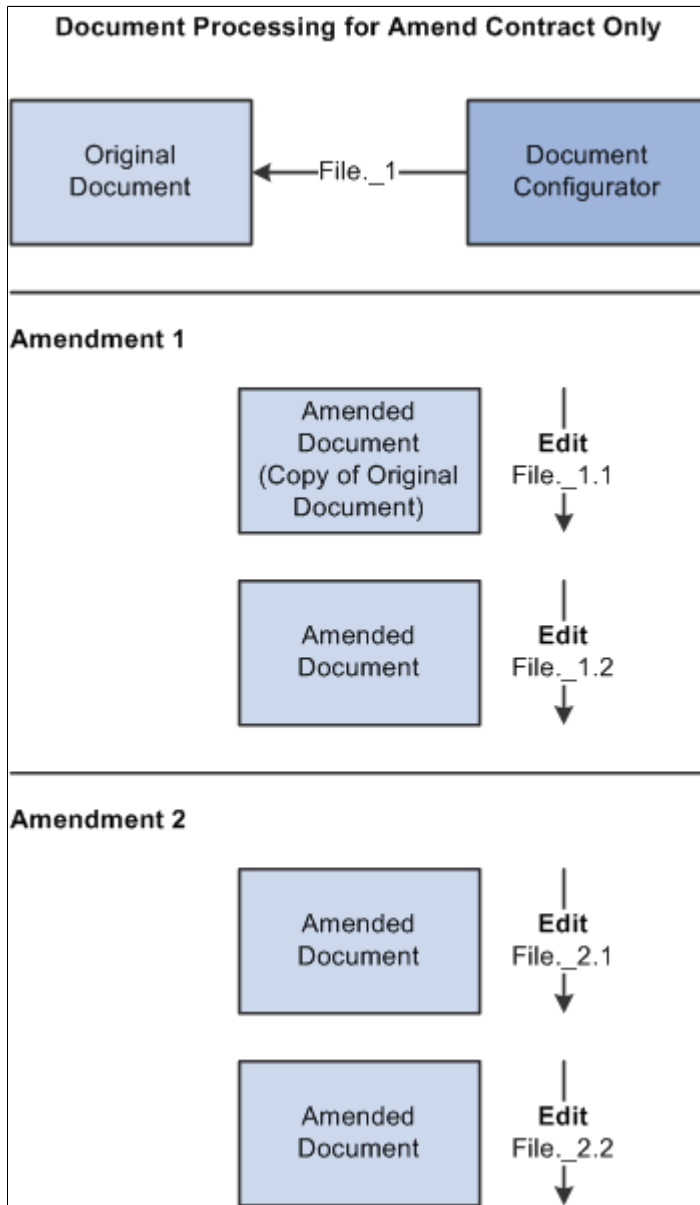 Document Processing for Amend Contract Only
Original
Document
File._1
Document
Configurator
Amendment 1
Amended
Document
(Copy of Original
Document)
Edit
File._1.1
Amended
Document
Edit
File._1.2
Amendment 2
Amended
Document
Edit
File._2.1
Amended
Document
Edit
File._2.2